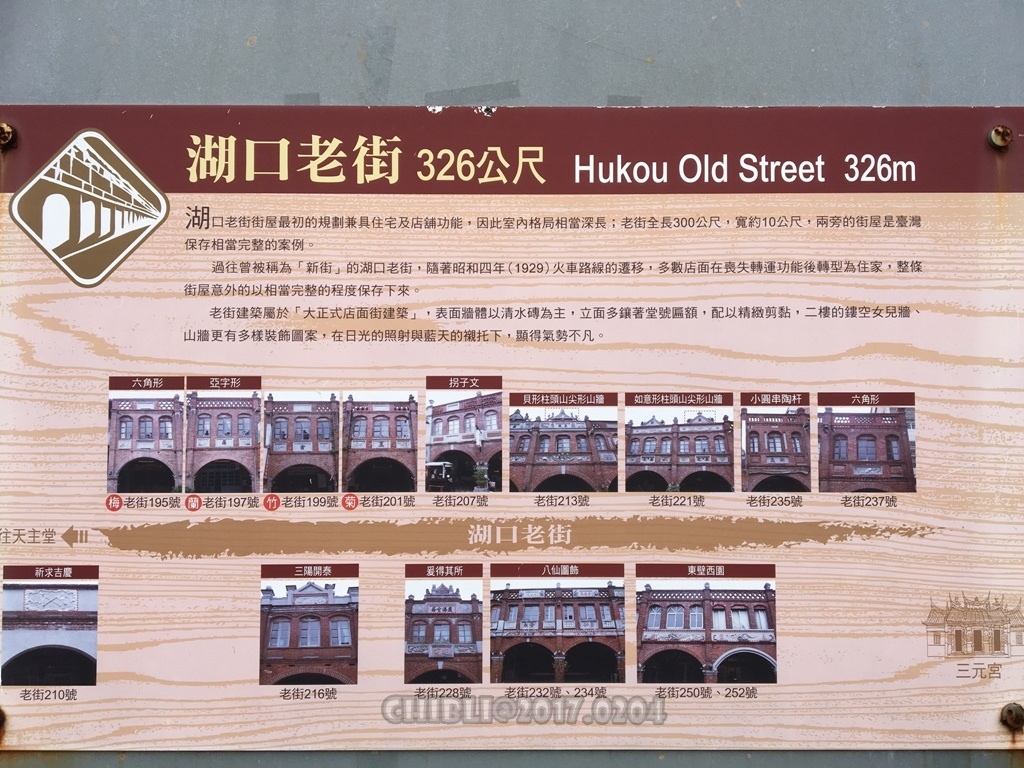 湖口老街 326公尺 Hukou Old Street 326m
湖口老街街屋最初的規劃兼具住宅及店舖功能，因此室內格局相當深長；老街全長300公尺，寬約10公尺，兩旁的街屋是臺灣
保存相當完整的案例。
過往曾被稱為「新街」的湖口老街，隨著昭和四年（1929）火車路線的遷移，多數店面在喪失轉運功能後轉型為住家，整條
街屋意外的以相當完整的程度保存下來。
老街建築屬於「大正式店面街建築」，表面牆體以清水磚為主，立面多鑲著堂號匾額，配以精緻剪黏，二樓的鏤空女兒牆、
山牆更有多樣裝飾圖案，在日光的照射與藍天的襯托下，顯得氣勢不凡。
六角形 亞字形 拐子文 貝形柱頭山尖形山牆 如意形柱頭山尖形山牆 小圓串陶杆 六角形
梅 老街195號 蘭 老街197號 竹 老街199號 菊 老街201號 老街207號 老街213號 老街221號 老街235號 老街237號
往天主堂 湖口老街
祈求吉慶 三陽開泰 爰得其所 八仙圖飾 東壁西園
三元宮
老街210號 老街216號 老街228號 老街232號、234號 老街250號、252號
CHIBLI@2017.0204